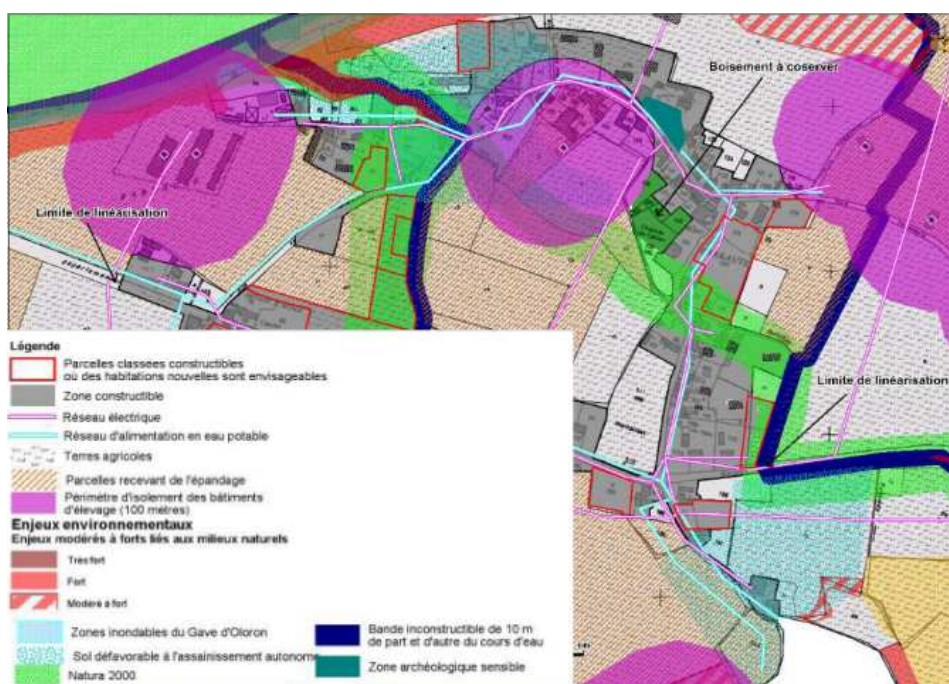 Boisement à coserver
Limite de linéarisation
Limite de linéarisation
Légende
Parcelles classées constructibles
où des habitations nouvelles sont envisageables
Zone constructible
Réseau électrique
Réseau d'alimentation en eau potable
Terres agricoles
Parcelles recevant de l'épandage
Périmètre d'isolement des bâtiments
d'élevage (100 mètres)
Enjeux environnementaux
Enjeux modérés à forts liés aux milieux naturels
Très fort
Fort
Modéré à fort
Zones inondables du Gave d'Oloron
Sol défavorable à l'assainissement autonome
Natura 2000
Bande inconstructible de 10 m
de part et d'autre du cours d'eau
Zone archéologique sensible